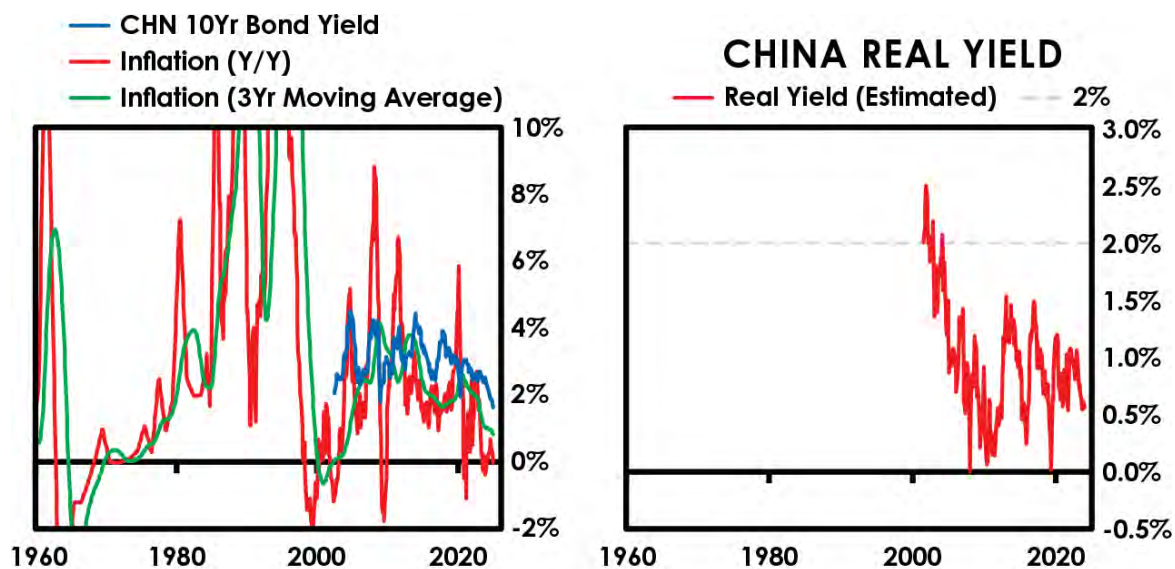 CHN 10Yr Bond Yield
Inflation (Y/Y)
Inflation (3Yr Moving Average)
10%
8%
6%
4%
2%
0%
-2%
1960 1980 2000 2020
CHINA REAL YIELD
Real Yield (Estimated) 2%
3.0%
2.5%
2.0%
1.5%
1.0%
0.5%
0.0%
-0.5%
1960 1980 2000 2020